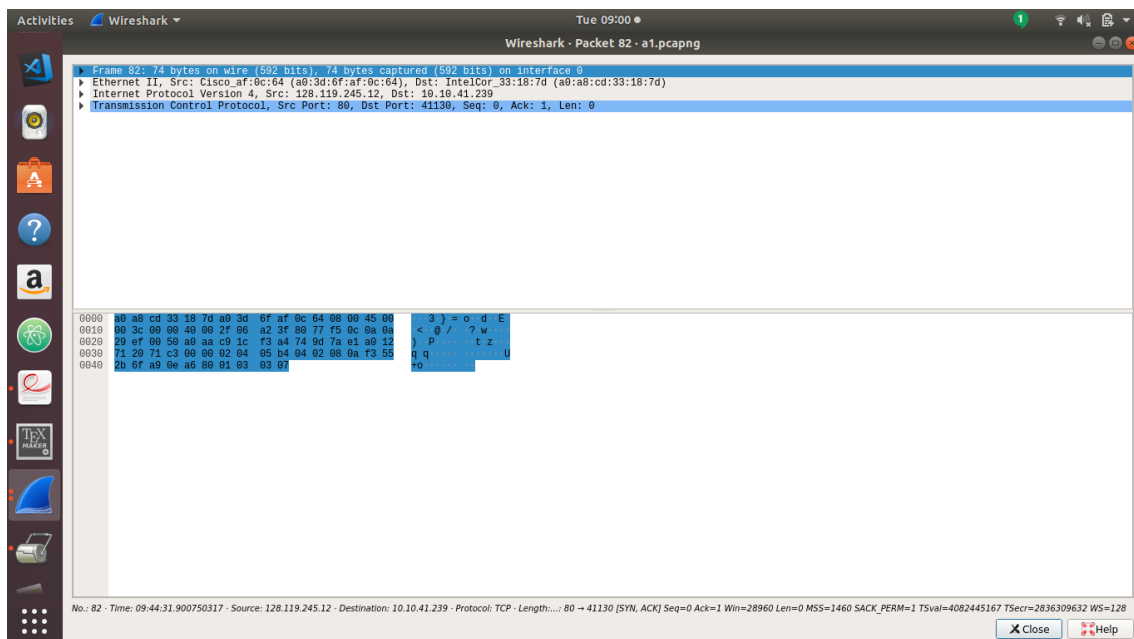 Activities Wireshark Tue 09:00 1
Wireshark · Packet 82 · a1.pcapng
Frame 82: 74 bytes on wire (592 bits), 74 bytes captured (592 bits) on interface 0
Ethernet II, Src: Cisco_af:0c:64 (a0:3d:6f:af:0c:64), Dst: IntelCor_33:18:7d (a0:a8:cd:33:18:7d)
Internet Protocol Version 4, Src: 128.119.245.12, Dst: 10.10.41.239
Transmission Control Protocol, Src Port: 80, Dst Port: 41130, Seq: 0, Ack: 1, Len: 0
0000 a0 a8 cd 33 18 7d a0 3d 6f af 0c 64 08 00 45 00 ···3·}·= o··d··E·
0010 00 3c 00 00 40 00 2f 06 a2 3f 80 77 f5 0c 0a 0a ·<··@·/· ·?·w····
0020 29 ef 00 50 a0 aa c9 1c f3 a4 74 9d 7a e1 a0 12 )··P···· ··t·z···
0030 71 20 71 c3 00 00 02 04 05 b4 04 02 08 0a f3 55 q q····· ·······U
0040 2b 6f a9 0e a6 80 01 03 03 07 +o······ ··
a
TEX
MAKER
No.: 82 · Time: 09:44:31.900750317 · Source: 128.119.245.12 · Destination: 10.10.41.239 · Protocol: TCP · Length:...: 80 → 41130 [SYN, ACK] Seq=0 Ack=1 Win=28960 Len=0 MSS=1460 SACK_PERM=1 TSval=4082445167 TSecr=2836309632 WS=128
Close Help